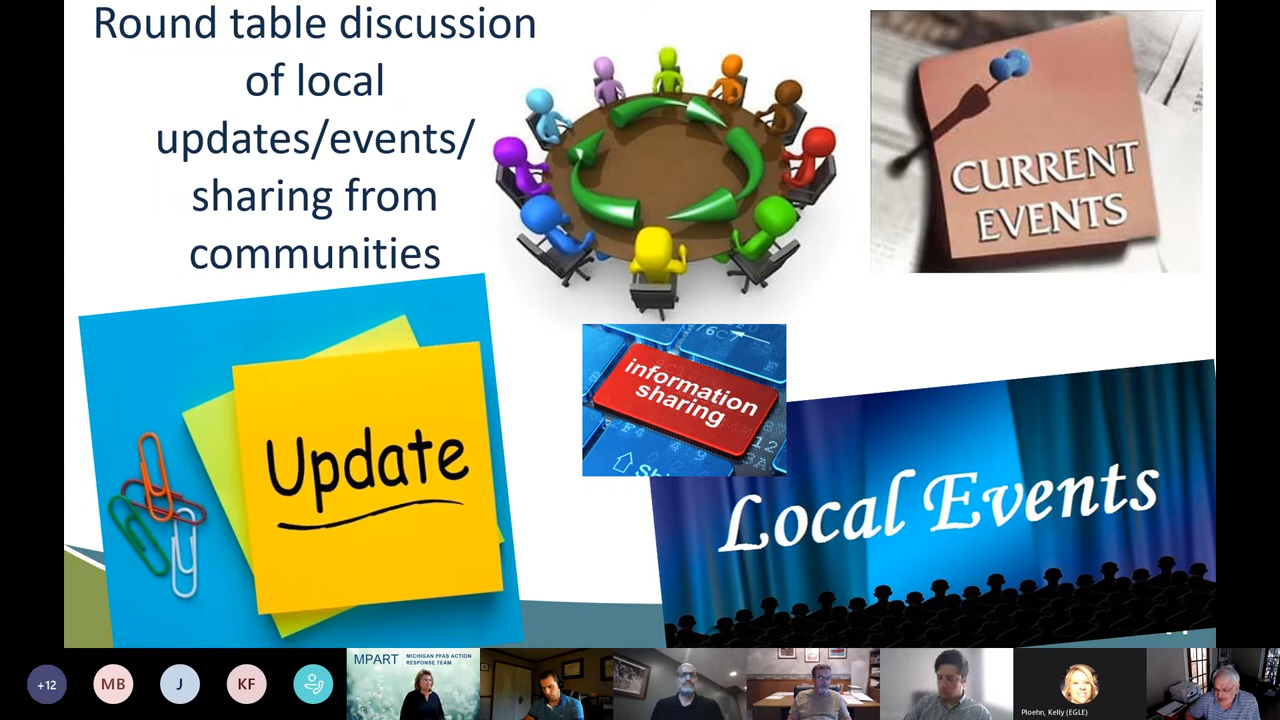 Round table discussion
of local
updates/events/
sharing from
communities
CURRENT
EVENTS
information
sharing
Update
Local Events
+12
MB
J
KF
MPART
MICHIGAN PFAS ACTION
RESPONSE TEAM
Ploehn, Kelly (EGLE)